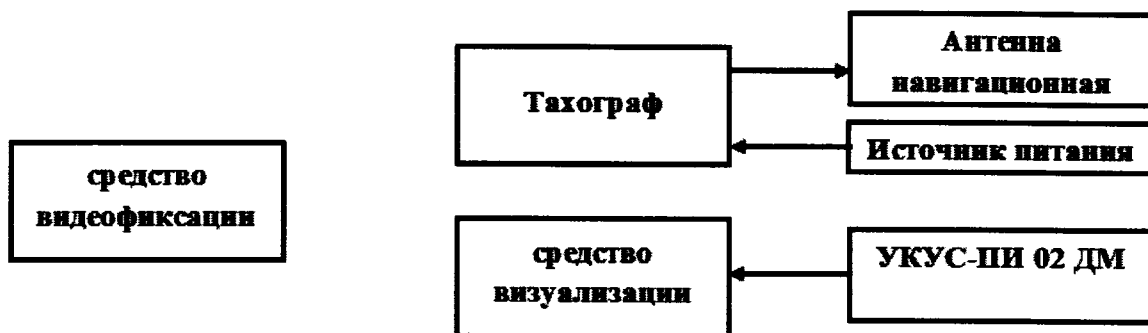 средство
видеофиксации
Тахограф
Антенна
навигационная
Источник питания
средство
визуализации
УКУС-ПИ 02 ДМ